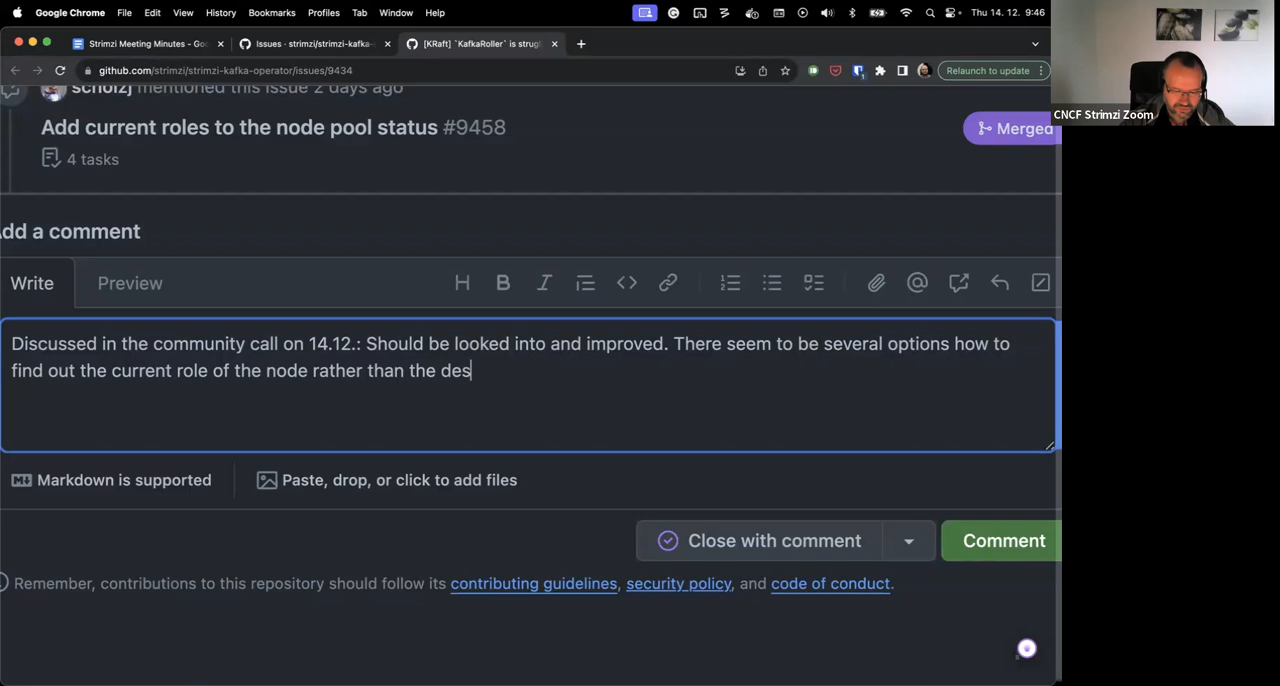 Google Chrome File Edit View History Bookmarks Profiles Tab Window Help Thu 14. 12. 9:46
Strimzi Meeting Minutes - Goo Issues · strimzi/strimzi-kafka- [KRaft] `KafkaRoller` is strugg
github.com/strimzi/strimzi-kafka-operator/issues/9434 Relaunch to update
scholzj mentioned this issue 2 days ago
Add current roles to the node pool status #9458 Merged
4 tasks
CNCF Strimzi Zoom
dd a comment
Write Preview
Discussed in the community call on 14.12.: Should be looked into and improved. There seem to be several options how to
find out the current role of the node rather than the des
Markdown is supported Paste, drop, or click to add files
Close with comment Comment
Remember, contributions to this repository should follow its contributing guidelines, security policy, and code of conduct.